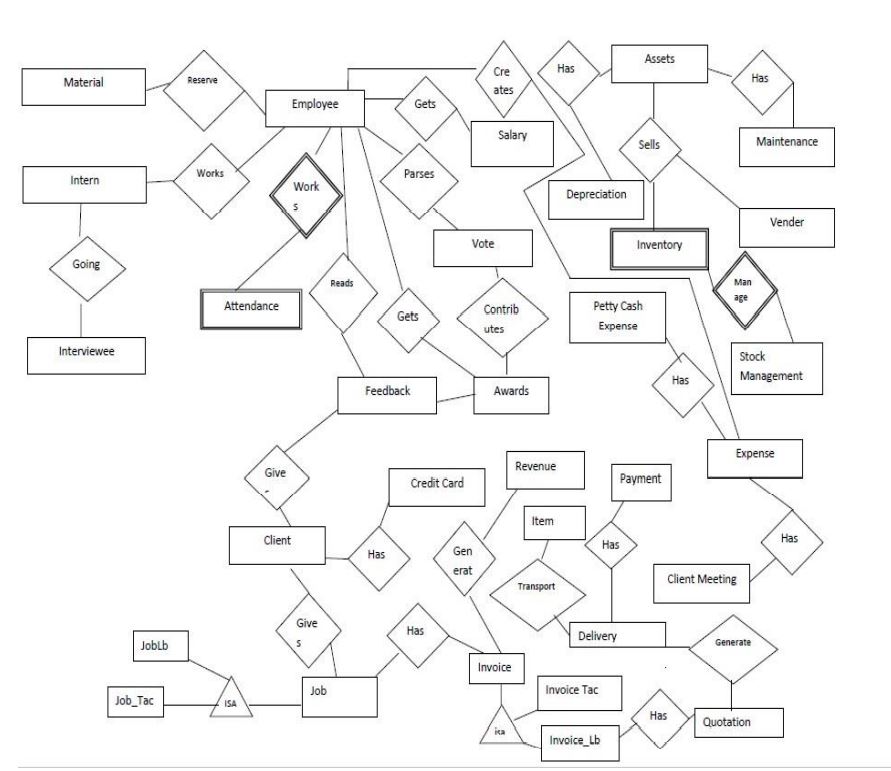 Assets
Cre
ates
Has
Has
Material
Reserve
Employee
Gets
Salary
Sells
Maintenance
Intern
Works
Work
s
Parses
Depreciation
Vender
Vote
Inventory
Going
Reads
Man
age
Attendance
Gets
Contrib
utes
Petty Cash
Expense
Interviewee
Stock
Management
Has
Feedback
Awards
Expense
Give
Credit Card
Revenue
Payment
Item
Client
Has
Gen
erat
Has
Has
Transport
Client Meeting
Give
s
Has
Delivery
Generate
JobLb
Invoice
Job_Tac
ISA
Job
Invoice Tac
isa
Invoice_Lb
Has
Quotation